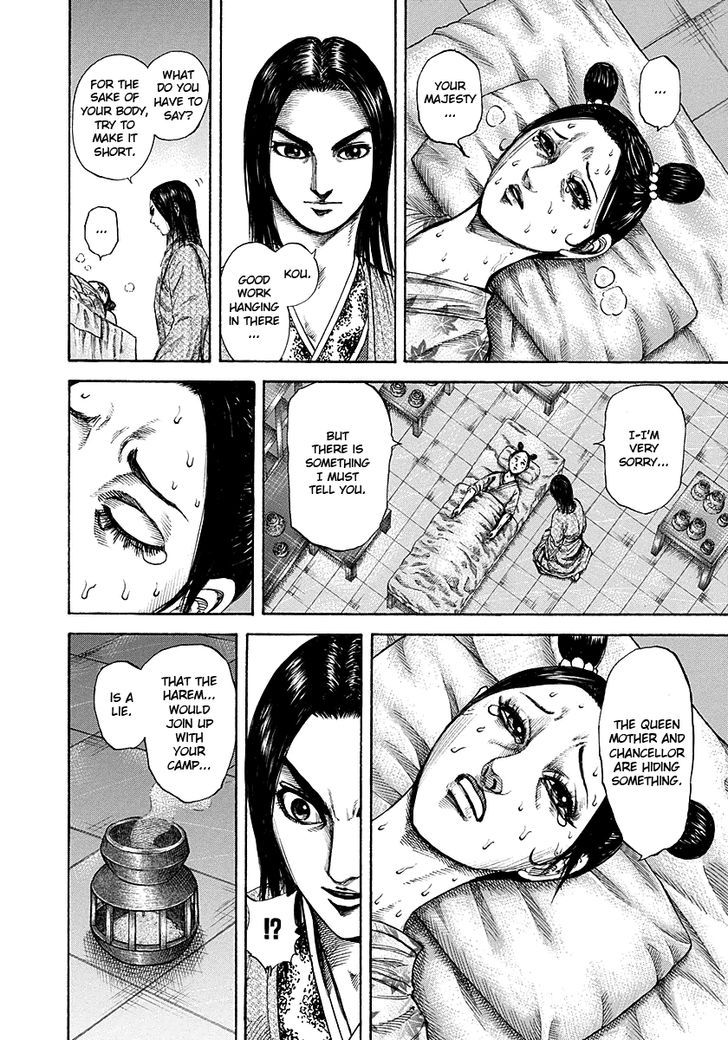 ...
YOUR
MAJESTY
...
KOU.
GOOD
WORK
HANGING
IN THERE
...
WHAT
DO YOU
HAVE TO
SAY?
FOR THE
SAKE OF
YOUR BODY,
TRY TO
MAKE IT
SHORT.
...
I-I'M
VERY
SORRY...
BUT
THERE IS
SOMETHING
I MUST
TELL YOU.
THE QUEEN
MOTHER AND
CHANCELLOR
ARE HIDING
SOMETHING.
!?
THAT THE
HAREM...
WOULD
JOIN UP
WITH
YOUR
CAMP...
IS A
LIE.